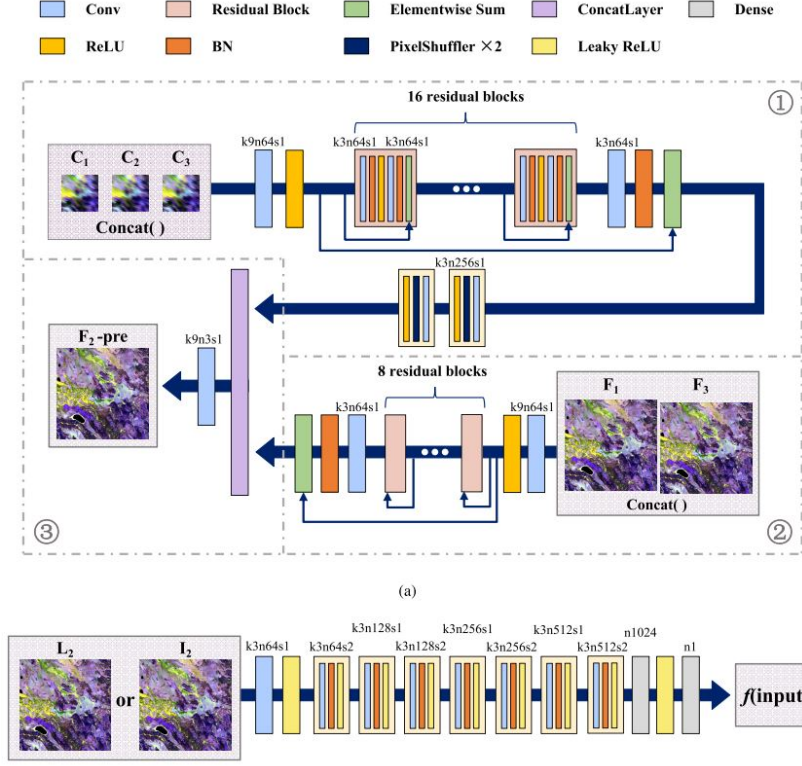 Conv Residual Block Elementwise Sum ConcatLayer Dense
ReLU BN PixelShuffler ×2 Leaky ReLU
①
16 residual blocks
k9n64s1 k3n64s1 k3n64s1 k3n64s1
C₁ C₂ C₃
Concat( )
k3n256s1
F₂-pre
k9n3s1
8 residual blocks
k3n64s1 k9n64s1
F₁ F₃
Concat( )
③ ②
(a)
k3n128s1 k3n256s1 k3n512s1 n1024
k3n64s1 k3n64s2 k3n128s2 k3n256s2 k3n512s2 n1
L₂ or I₂
f(input